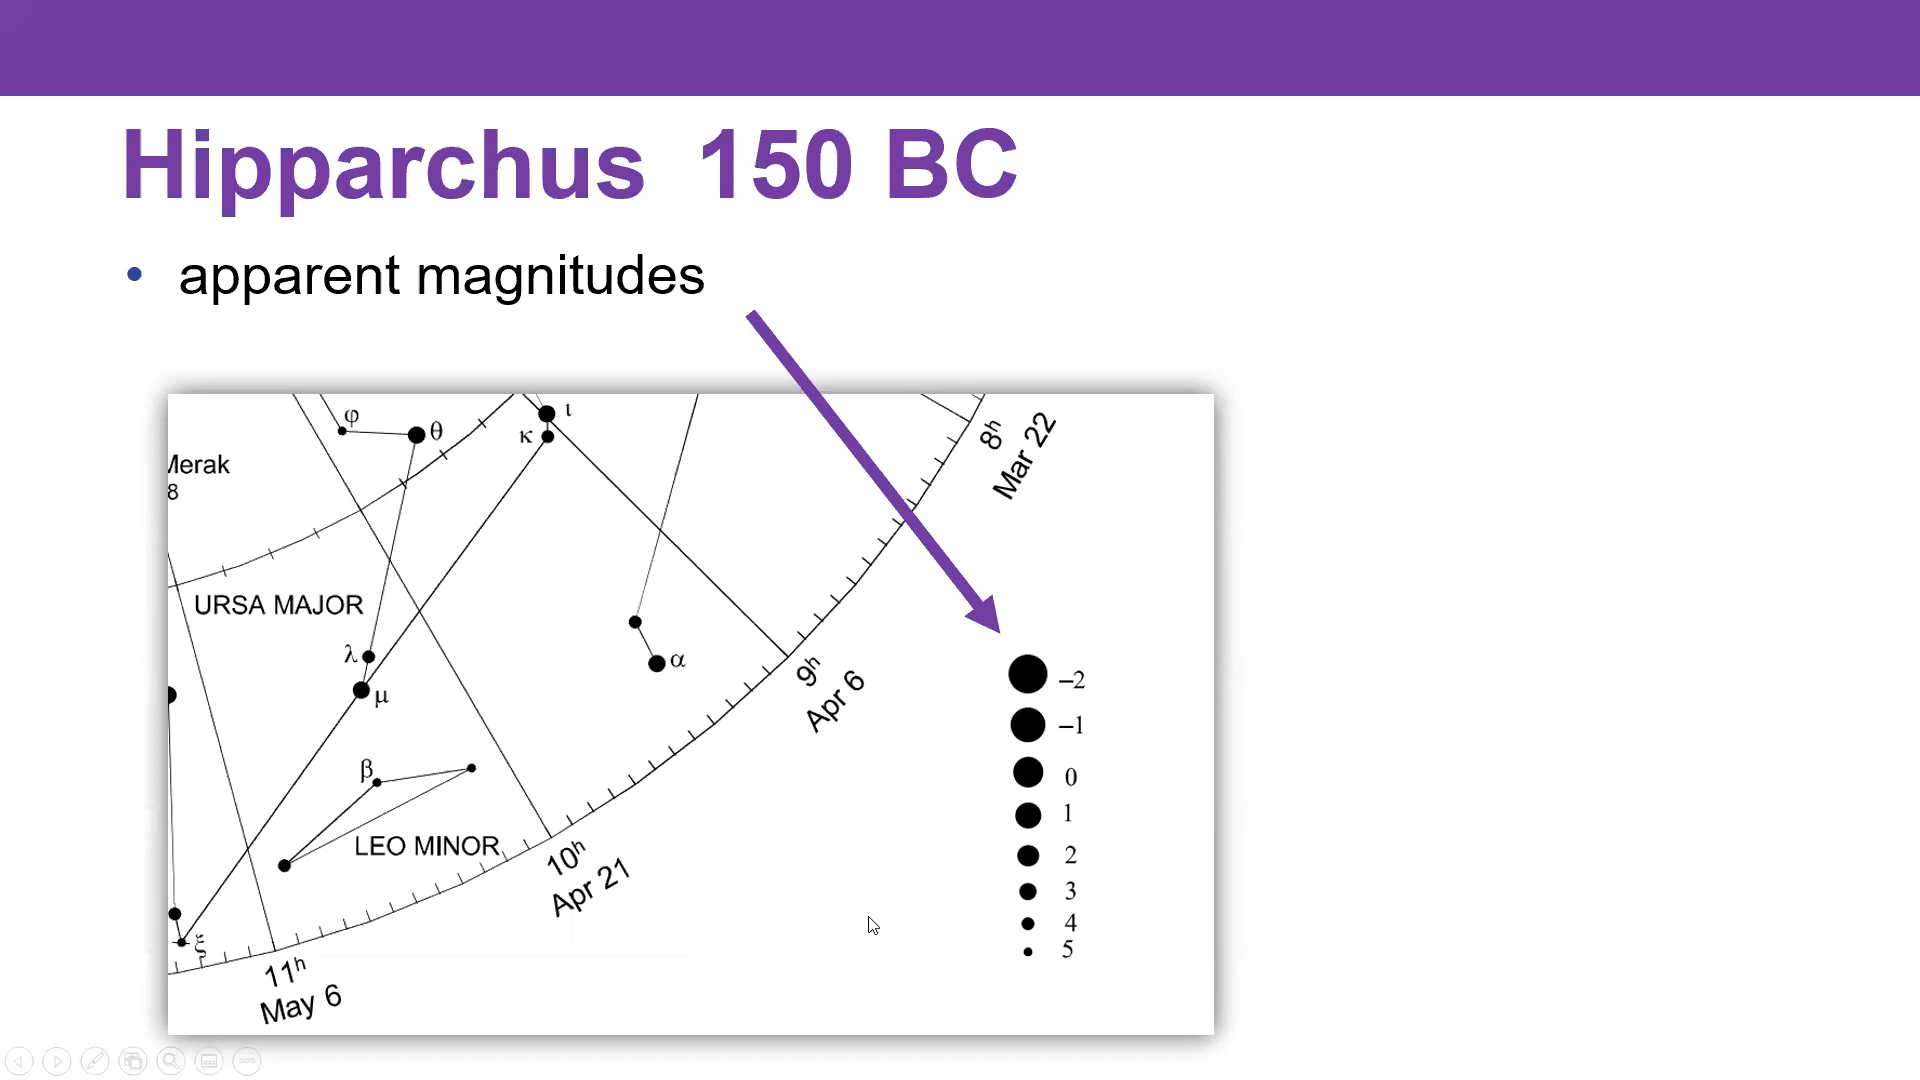 Hipparchus 150 BC
• apparent magnitudes
φ
θ
ι
κ
8h
Mar 22
Merak
8
URSA MAJOR
λ
μ
α
9h
Apr 6
β
LEO MINOR
10h
Apr 21
ξ
11h
May 6
–2
–1
0
1
2
3
4
5